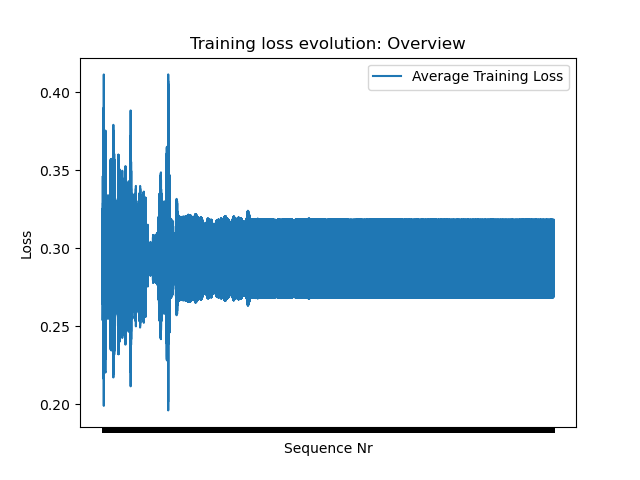 Training loss evolution: Overview
Average Training Loss
0.40
0.35
0.30
0.25
0.20
Loss
Sequence Nr